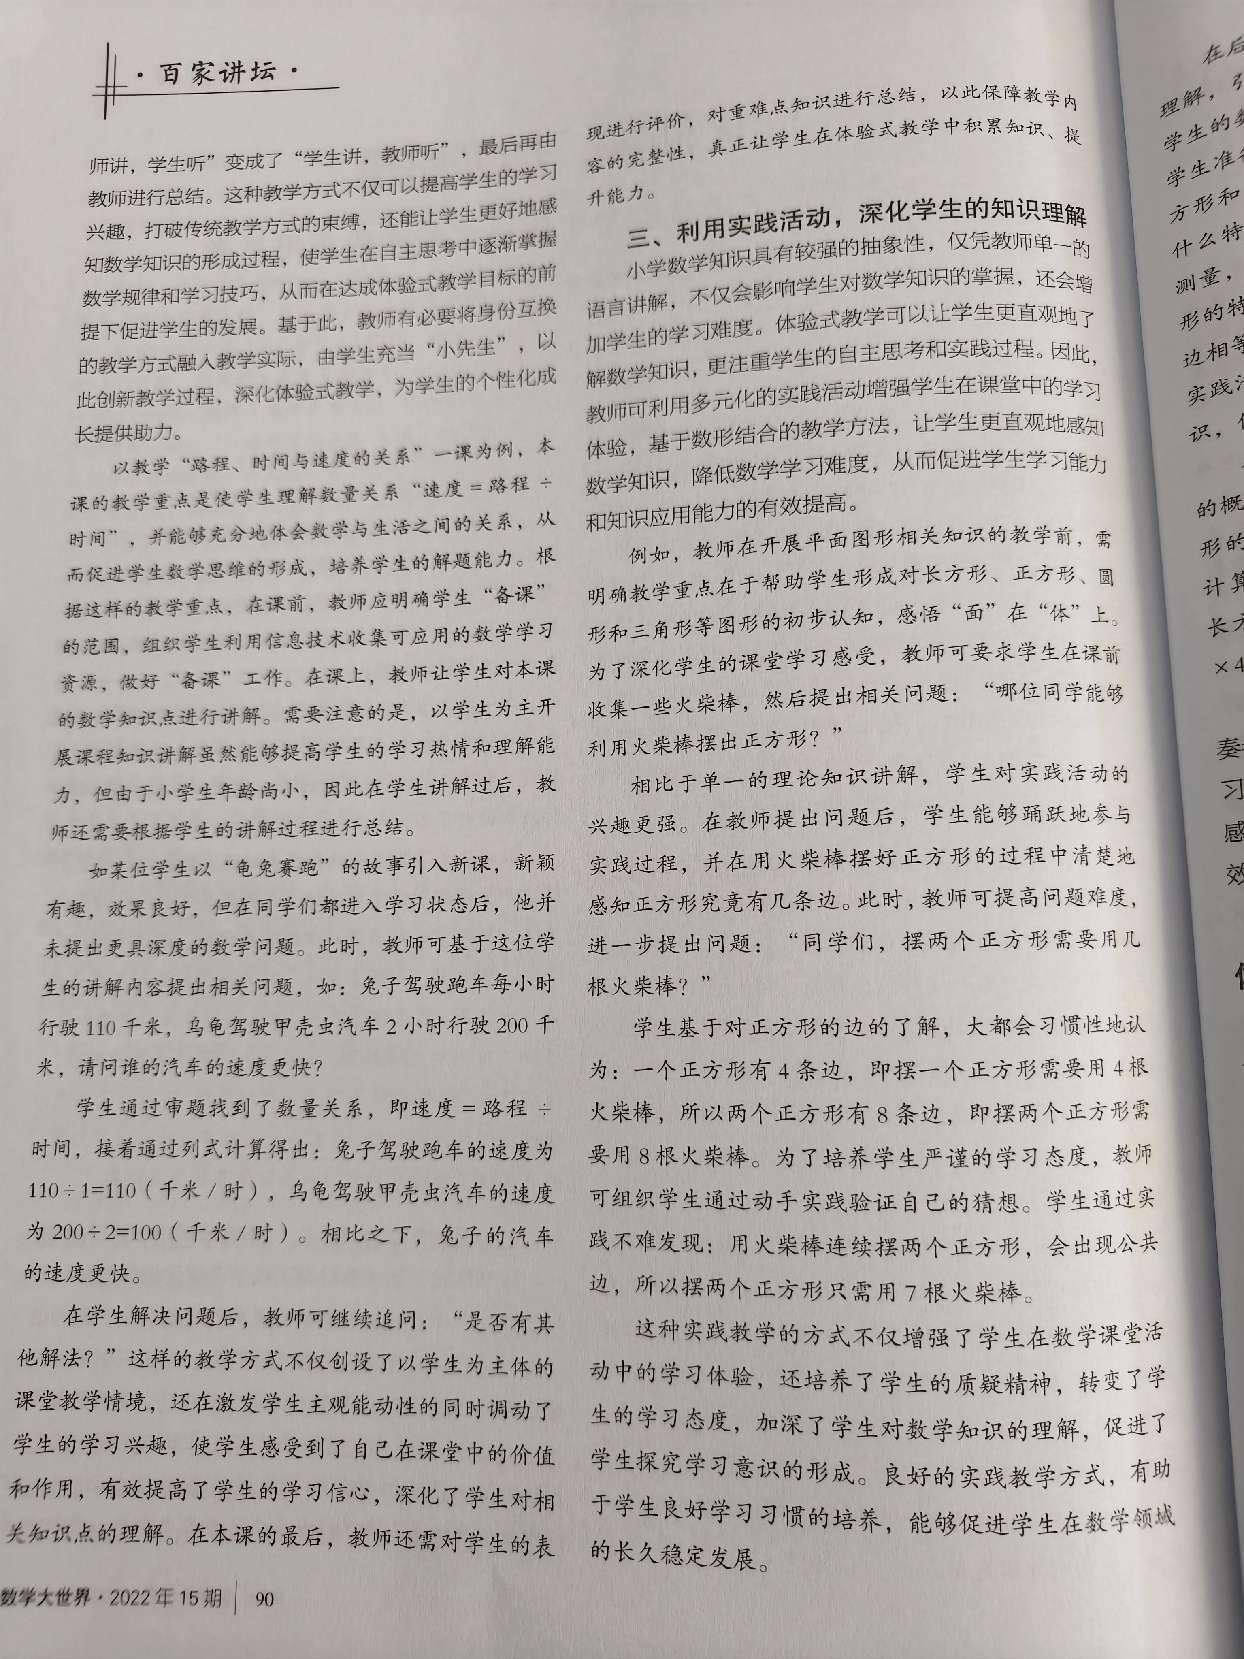 ·百家讲坛·
师讲，学生听”变成了“学生讲，教师听”，最后再由
教师进行总结。这种教学方式不仅可以提高学生的学习
兴趣，打破传统教学方式的束缚，还能让学生更好地感
知数学知识的形成过程，使学生在自主思考中逐渐掌握
数学规律和学习技巧，从而在达成体验式教学目标的前
提下促进学生的发展。基于此，教师有必要将身份互换
的教学方式融入教学实际，由学生充当“小先生”，以
此创新教学过程，深化体验式教学，为学生的个性化成
长提供助力。
以教学“路程、时间与速度的关系”一课为例，本
课的教学重点是使学生理解数量关系“速度＝路程÷
时间”，并能够充分地体会数学与生活之间的关系，从
而促进学生数学思维的形成，培养学生的解题能力。根
据这样的教学重点，在课前，教师应明确学生“备课”
的范围，组织学生利用信息技术收集可应用的数学学习
资源，做好“备课”工作。在课上，教师让学生对本课
的数学知识点进行讲解。需要注意的是，以学生为主开
展课程知识讲解虽然能够提高学生的学习热情和理解能
力，但由于小学生年龄尚小，因此在学生讲解过后，教
师还需要根据学生的讲解过程进行总结。
如某位学生以“龟兔赛跑”的故事引入新课，新颖
有趣，效果良好，但在同学们都进入学习状态后，他并
未提出更具深度的数学问题。此时，教师可基于这位学
生的讲解内容提出相关问题，如：兔子驾驶跑车每小时
行驶110千米，乌龟驾驶甲壳虫汽车2小时行驶200千
米，请问谁的汽车的速度更快？
学生通过审题找到了数量关系，即速度＝路程÷
时间，接着通过列式计算得出：兔子驾驶跑车的速度为
110÷1=110（千米/时），乌龟驾驶甲壳虫汽车的速度
为200÷2=100（千米/时）。相比之下，兔子的汽车
的速度更快。
在学生解决问题后，教师可继续追问：“是否有其
他解法？”这样的教学方式不仅创设了以学生为主体的
课堂教学情境，还在激发学生主观能动性的同时调动了
学生的学习兴趣，使学生感受到了自己在课堂中的价值
和作用，有效提高了学生的学习信心，深化了学生对相
关知识点的理解。在本课的最后，教师还需对学生的表
现进行评价，对重难点知识进行总结，以此保障教学内
容的完整性，真正让学生在体验式教学中积累知识、提
升能力。
三、利用实践活动，深化学生的知识理解
小学数学知识具有较强的抽象性，仅凭教师单一的
语言讲解，不仅会影响学生对数学知识的掌握，还会增
加学生的学习难度。体验式教学可以让学生更直观地了
解数学知识，更注重学生的自主思考和实践过程。因此，
教师可利用多元化的实践活动增强学生在课堂中的学习
体验，基于数形结合的教学方法，让学生更直观地感知
数学知识，降低数学学习难度，从而促进学生学习能力
和知识应用能力的有效提高。
例如，教师在开展平面图形相关知识的教学前，需
明确教学重点在于帮助学生形成对长方形、正方形、圆
形和三角形等图形的初步认知，感悟“面”在“体”上。
为了深化学生的课堂学习感受，教师可要求学生在课前
收集一些火柴棒，然后提出相关问题：“哪位同学能够
利用火柴棒摆出正方形？”
相比于单一的理论知识讲解，学生对实践活动的
兴趣更强。在教师提出问题后，学生能够踊跃地参与
实践过程，并在用火柴棒摆好正方形的过程中清楚地
感知正方形究竟有几条边。此时，教师可提高问题难度，
进一步提出问题：“同学们，摆两个正方形需要用几
根火柴棒？”
学生基于对正方形的边的了解，大都会习惯性地认
为：一个正方形有4条边，即摆一个正方形需要用4根
火柴棒，所以两个正方形有8条边，即摆两个正方形需
要用8根火柴棒。为了培养学生严谨的学习态度，教师
可组织学生通过动手实践验证自己的猜想。学生通过实
践不难发现：用火柴棒连续摆两个正方形，会出现公共
边，所以摆两个正方形只需用7根火柴棒。
这种实践教学的方式不仅增强了学生在数学课堂活
动中的学习体验，还培养了学生的质疑精神，转变了学
生的学习态度，加深了学生对数学知识的理解，促进了
学生探究学习意识的形成。良好的实践教学方式，有助
于学生良好学习习惯的培养，能够促进学生在数学领域
的长久稳定发展。
数学大世界·2022年15期 90
在后
理解，
学生的
学生准
方形和
什么特
测量，
形的特
边相等
实践
识，
的概
形的
计算
长方
×4
奏
习
感
效